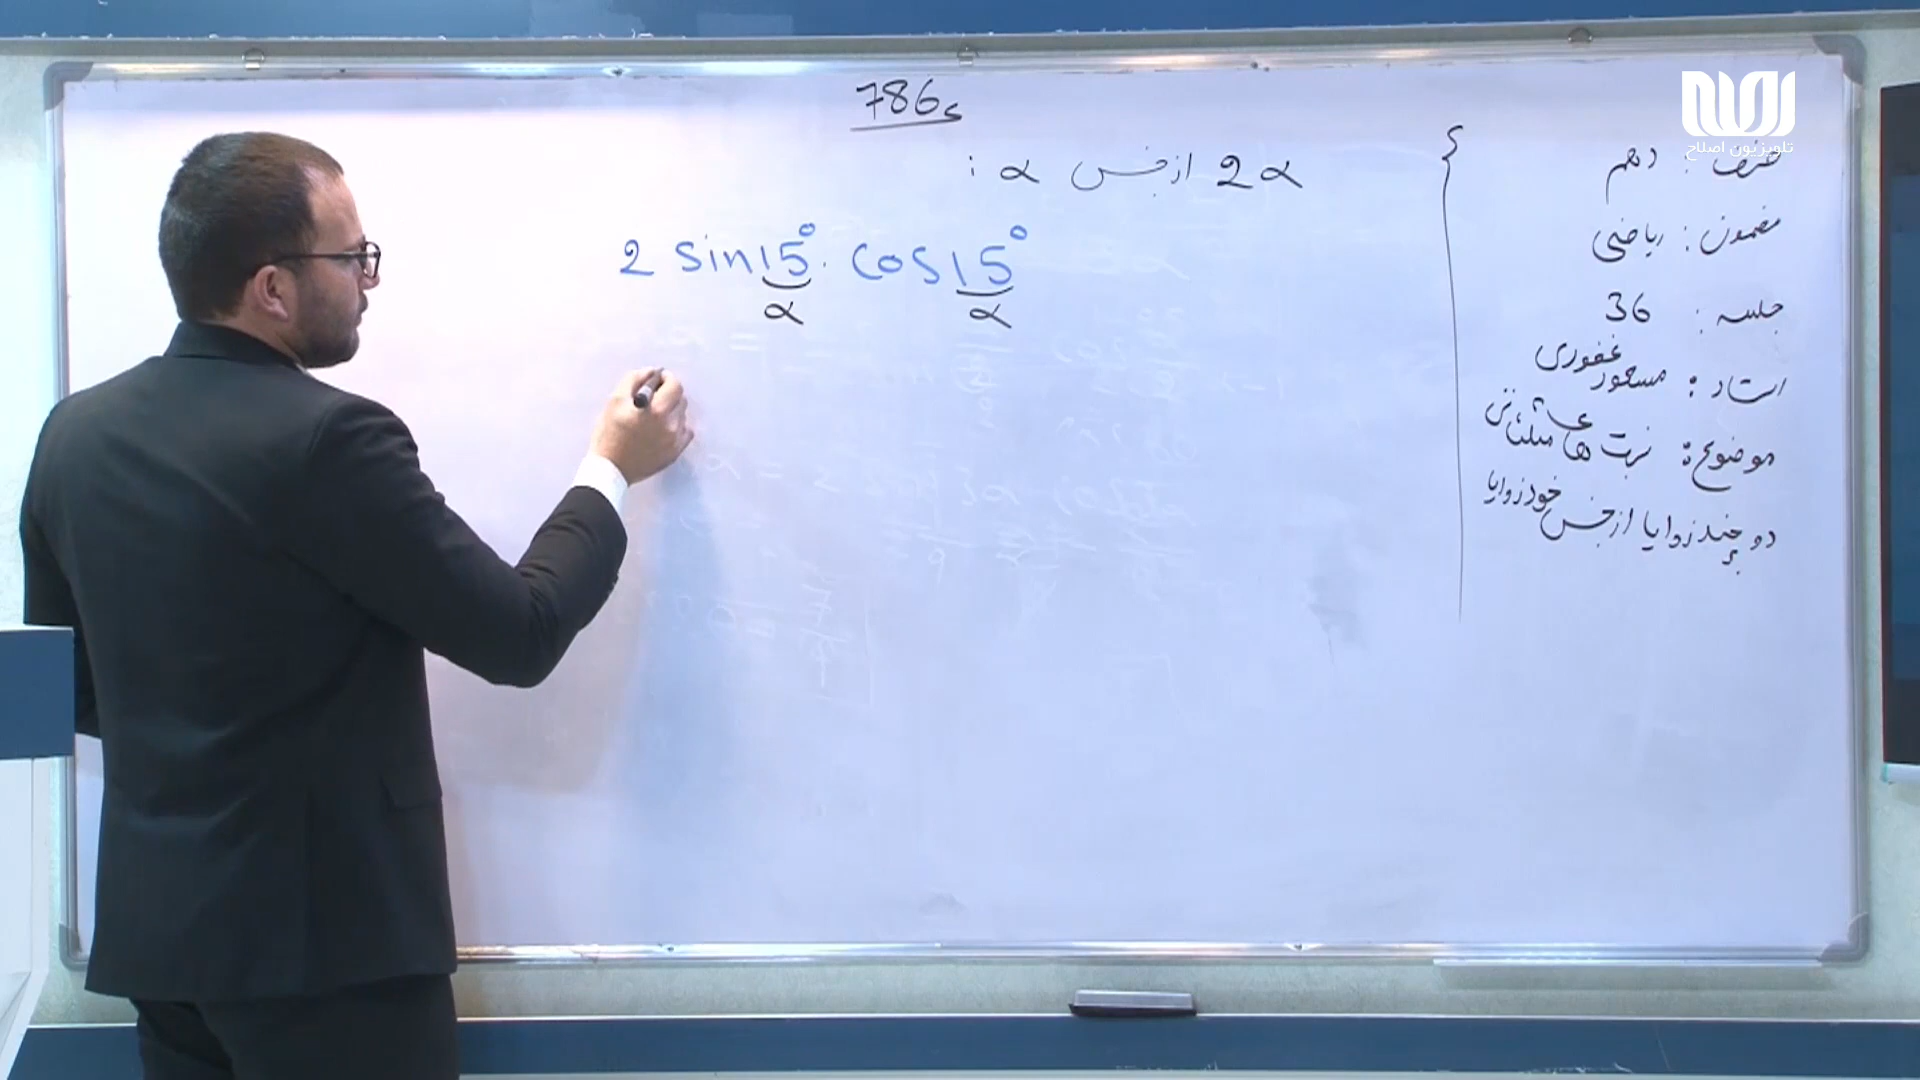 786
2α از جنس α :
2 sin15° . cos15°
α α
صنف : دهم
مضمون : ریاضی
جلسه : 36
استاد : مسعود غفوری
موضوع : نسبت های مثلثاتی
دو چند زوایا از جنس خود زوایا
تلویزیون اصلاح